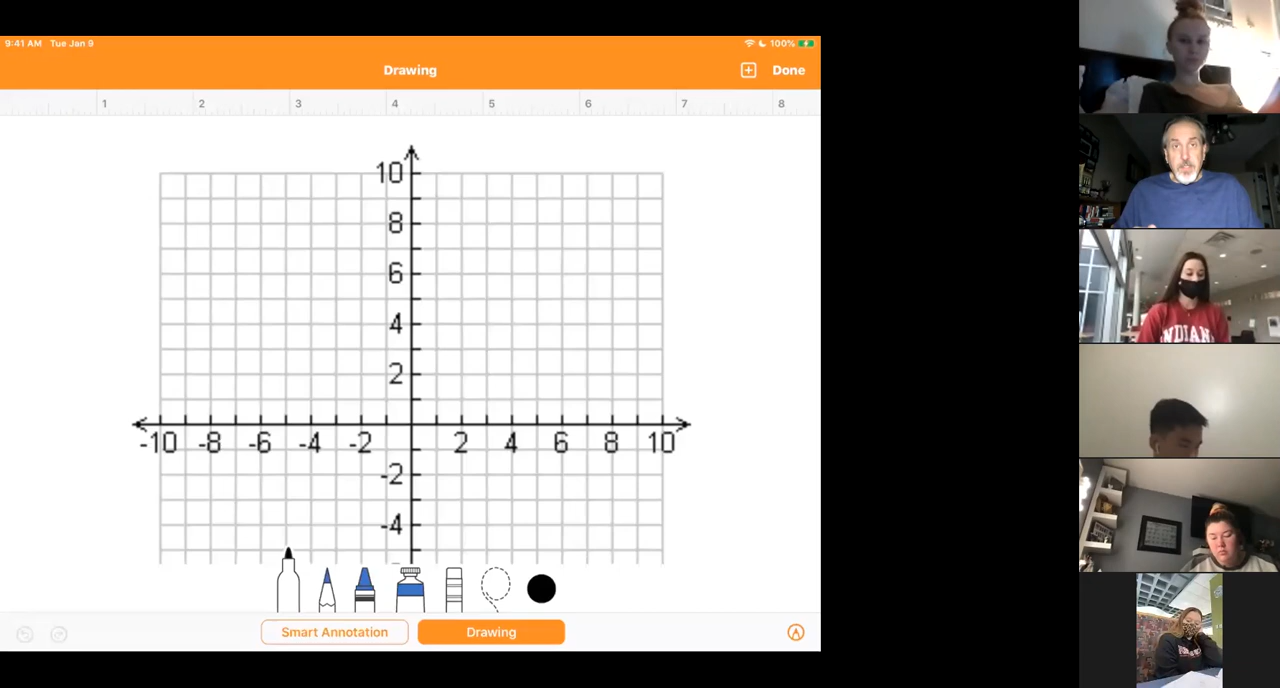 9:41 AM Tue Jan 9
100%
Drawing
Done
1 2 3 4 5 6 7 8
10
8
6
4
2
-10 -8 -6 -4 -2 2 4 6 8 10
-2
-4
Smart Annotation
Drawing
INDIAN